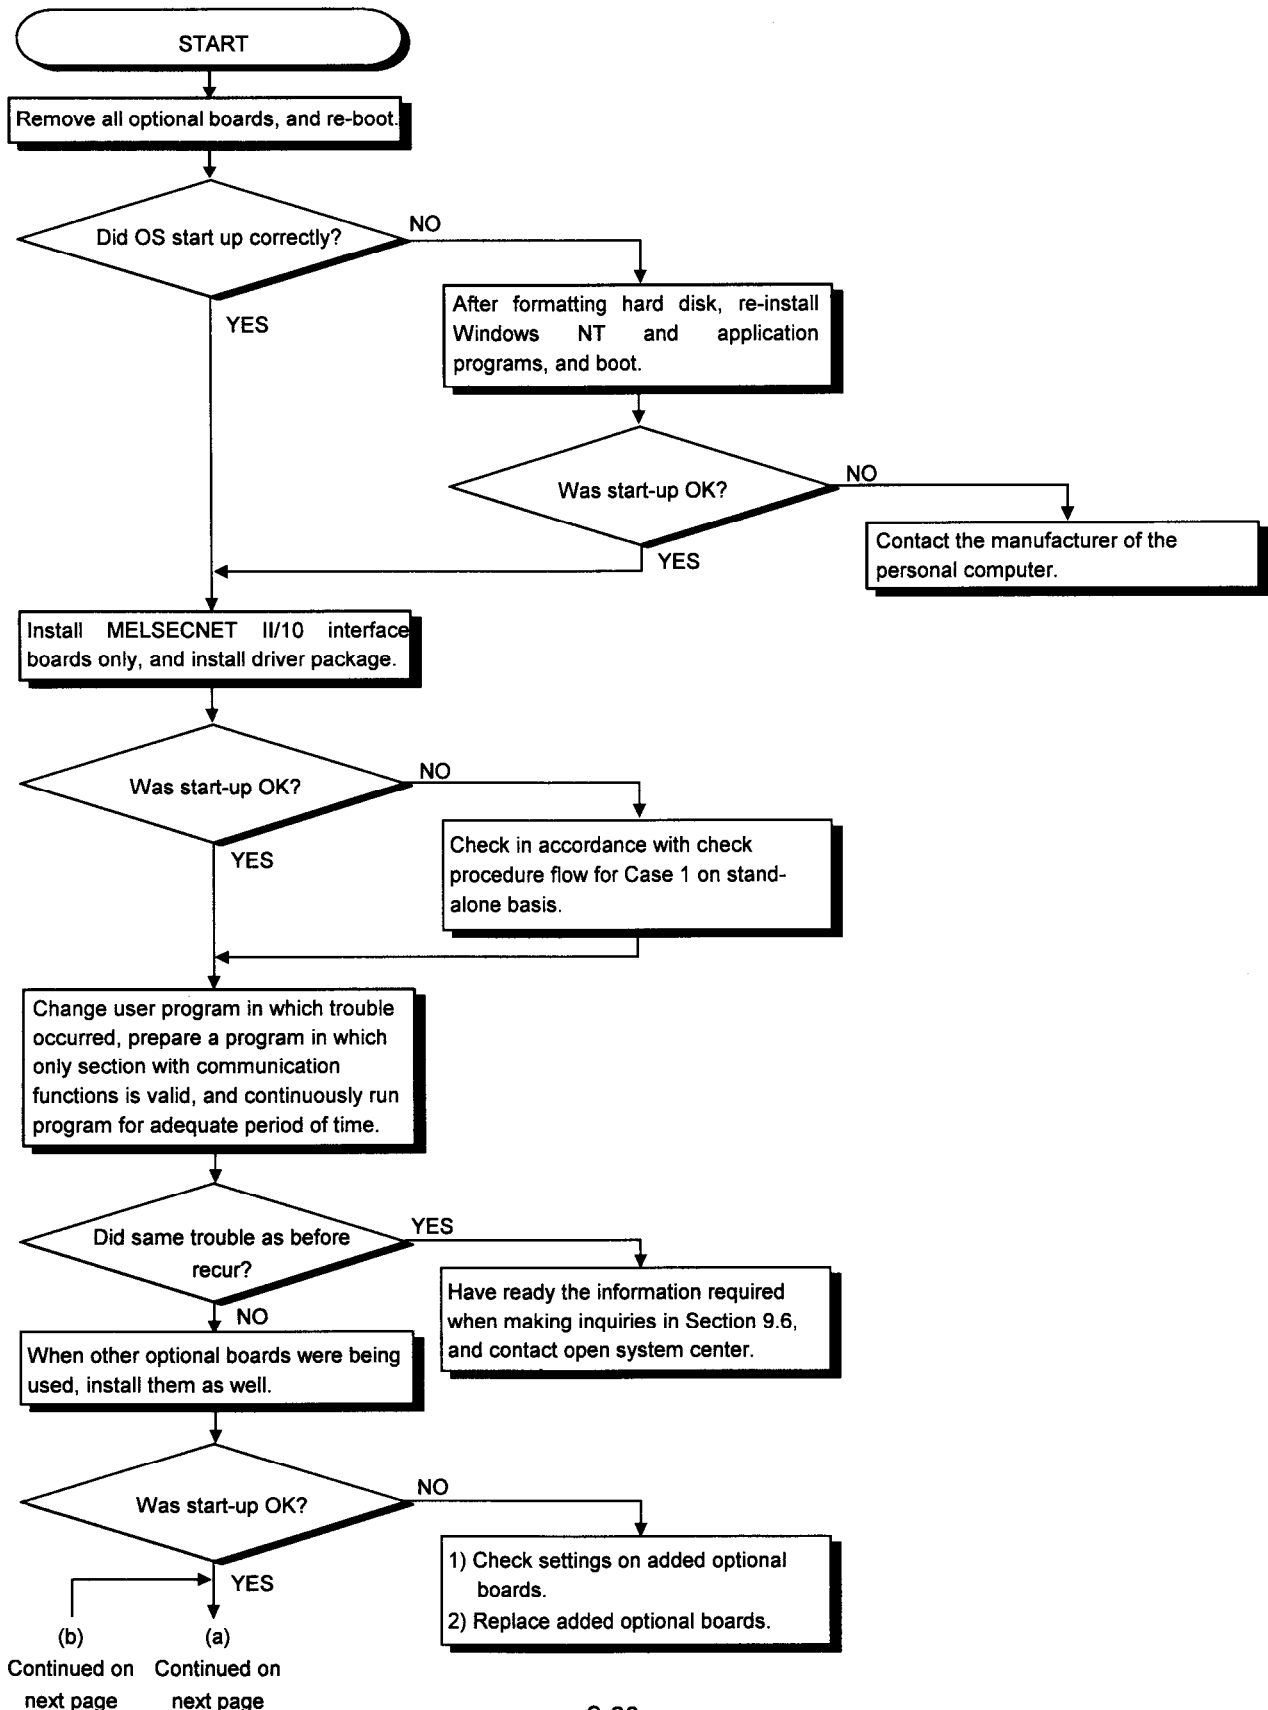 START
Remove all optional boards, and re-boot.
Did OS start up correctly?
NO
YES
After formatting hard disk, re-install
Windows NT and application
programs, and boot.
Was start-up OK?
NO
YES
Contact the manufacturer of the
personal computer.
Install MELSECNET II/10 interface
boards only, and install driver package.
Was start-up OK?
NO
YES
Check in accordance with check
procedure flow for Case 1 on stand-
alone basis.
Change user program in which trouble
occurred, prepare a program in which
only section with communication
functions is valid, and continuously run
program for adequate period of time.
Did same trouble as before
recur?
YES
NO
Have ready the information required
when making inquiries in Section 9.6,
and contact open system center.
When other optional boards were being
used, install them as well.
Was start-up OK?
NO
YES
1) Check settings on added optional
boards.
2) Replace added optional boards.
(b)
Continued on
next page
(a)
Continued on
next page